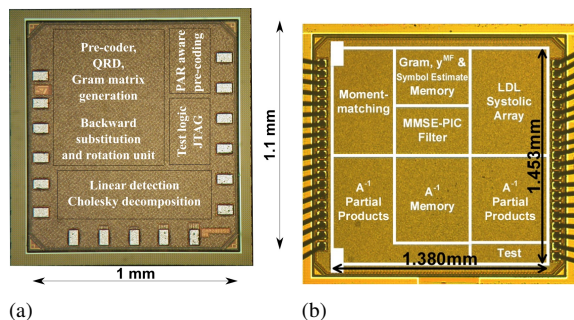 Pre-coder,
QRD,
Gram matrix
generation
PAR aware
pre-coding
Backward
substitution
and rotation unit
Test logic
JTAG
Linear detection
Cholesky decomposition
1.1 mm
1 mm
(a)
Moment-
matching
Gram, y^MF &
Symbol Estimate
Memory
LDL
Systolic
Array
MMSE-PIC
Filter
1.453mm
A^-1
Partial
Products
A^-1
Memory
A^-1
Partial
Products
Test
1.380mm
(b)